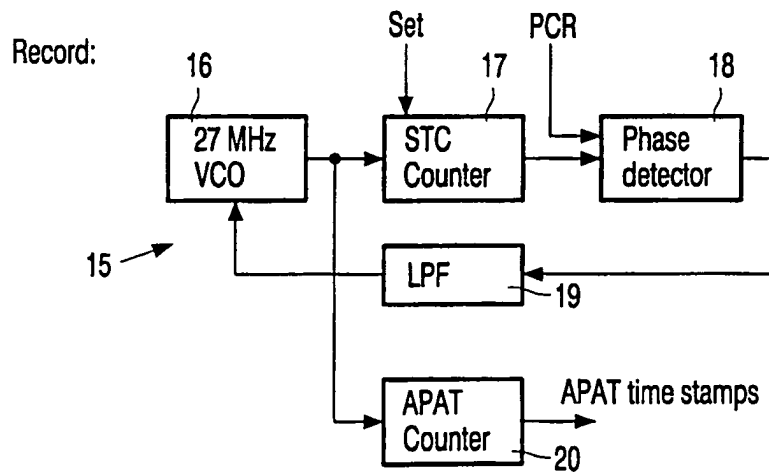 Record:
Set
PCR
16
17
18
27 MHz
VCO
STC
Counter
Phase
detector
15
LPF
19
APAT
Counter
APAT time stamps
20